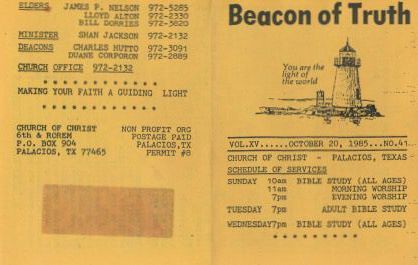 ELDERS JAMES P. NELSON 972-5285
LLOYD ALTON 972-2330
BILL DORRIES 972-3820
MINISTER SHAN JACKSON 972-2132
DEACONS CHARLES HUTTO 972-3091
DUANE CORPORON 972-2889
CHURCH OFFICE 972-2132
* * * * * * * * * * * *
MAKING YOUR FAITH A GUIDING LIGHT
* * * * * * * * * * * *
CHURCH OF CHRIST NON PROFIT ORG
6th & ROREM POSTAGE PAID
P.O. BOX 904 PALACIOS,TX
PALACIOS, TX 77465 PERMIT #8
Beacon of Truth
You are the
light of
the world
VOL.XV......OCTOBER 20, 1985...NO.41
CHURCH OF CHRIST - PALACIOS, TEXAS
SCHEDULE OF SERVICES
SUNDAY 10am BIBLE STUDY (ALL AGES)
11am MORNING WORSHIP
7pm EVENING WORSHIP
TUESDAY 7pm ADULT BIBLE STUDY
WEDNESDAY7pm BIBLE STUDY (ALL AGES)
* * * * * * * * *